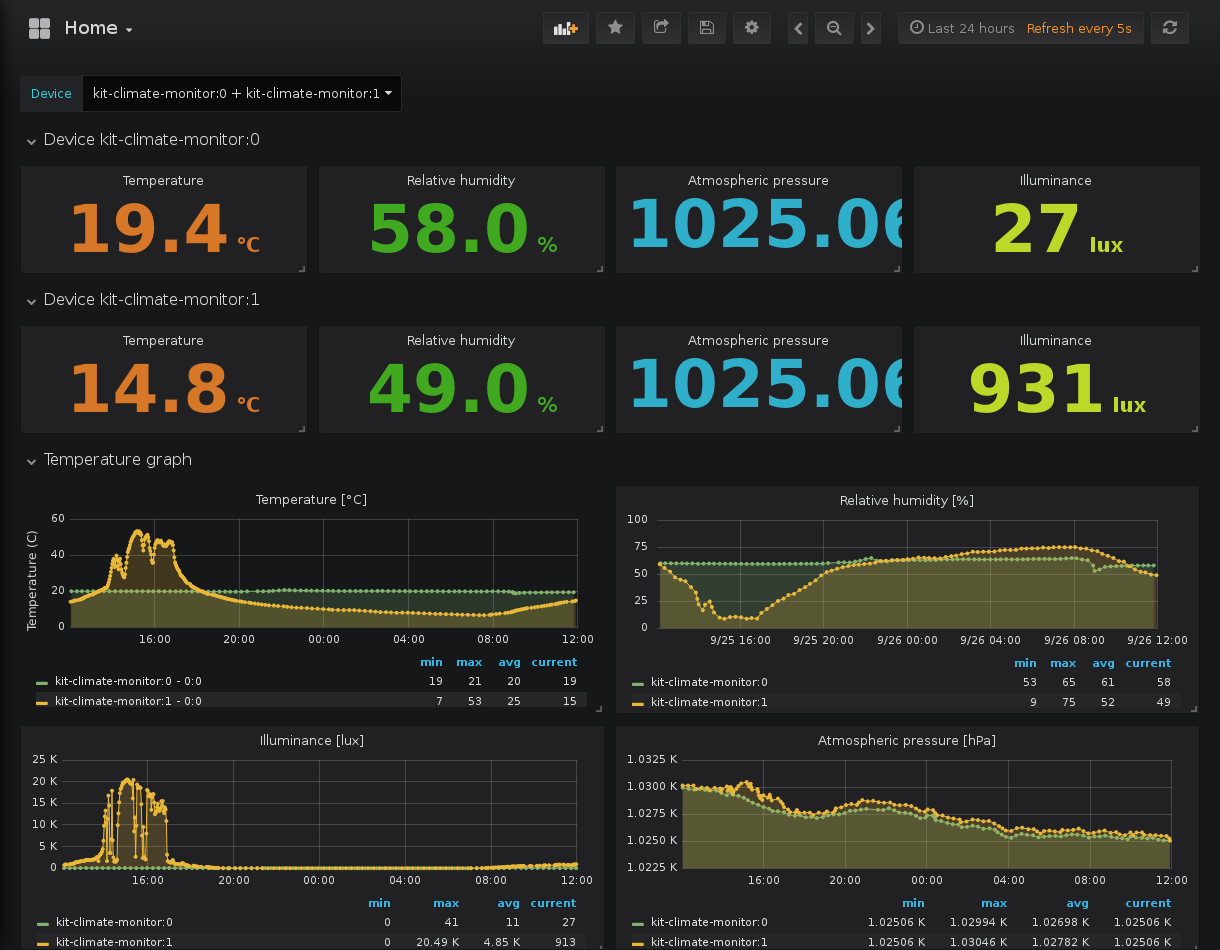 Home
Last 24 hours Refresh every 5s
Device kit-climate-monitor:0 + kit-climate-monitor:1
Device kit-climate-monitor:0
Temperature Relative humidity Atmospheric pressure Illuminance
19.4 °C 58.0 % 1025.06 27 lux
Device kit-climate-monitor:1
Temperature Relative humidity Atmospheric pressure Illuminance
14.8 °C 49.0 % 1025.06 931 lux
Temperature graph
Temperature [°C]
Temperature (C)
60
40
20
0
16:00 20:00 00:00 04:00 08:00 12:00
min max avg current
kit-climate-monitor:0 - 0:0 19 21 20 19
kit-climate-monitor:1 - 0:0 7 53 25 15
Relative humidity [%]
100
75
50
25
0
9/25 16:00 9/25 20:00 9/26 00:00 9/26 04:00 9/26 08:00 9/26 12:00
min max avg current
kit-climate-monitor:0 53 65 61 58
kit-climate-monitor:1 9 75 52 49
Illuminance [lux]
25 K
20 K
15 K
10 K
5 K
0
16:00 20:00 00:00 04:00 08:00 12:00
min max avg current
kit-climate-monitor:0 0 41 11 27
kit-climate-monitor:1 0 20.49 K 4.85 K 913
Atmospheric pressure [hPa]
1.0325 K
1.0300 K
1.0275 K
1.0250 K
1.0225 K
16:00 20:00 00:00 04:00 08:00 12:00
min max avg current
kit-climate-monitor:0 1.02506 K 1.02994 K 1.02698 K 1.02506 K
kit-climate-monitor:1 1.02506 K 1.03046 K 1.02782 K 1.02506 K